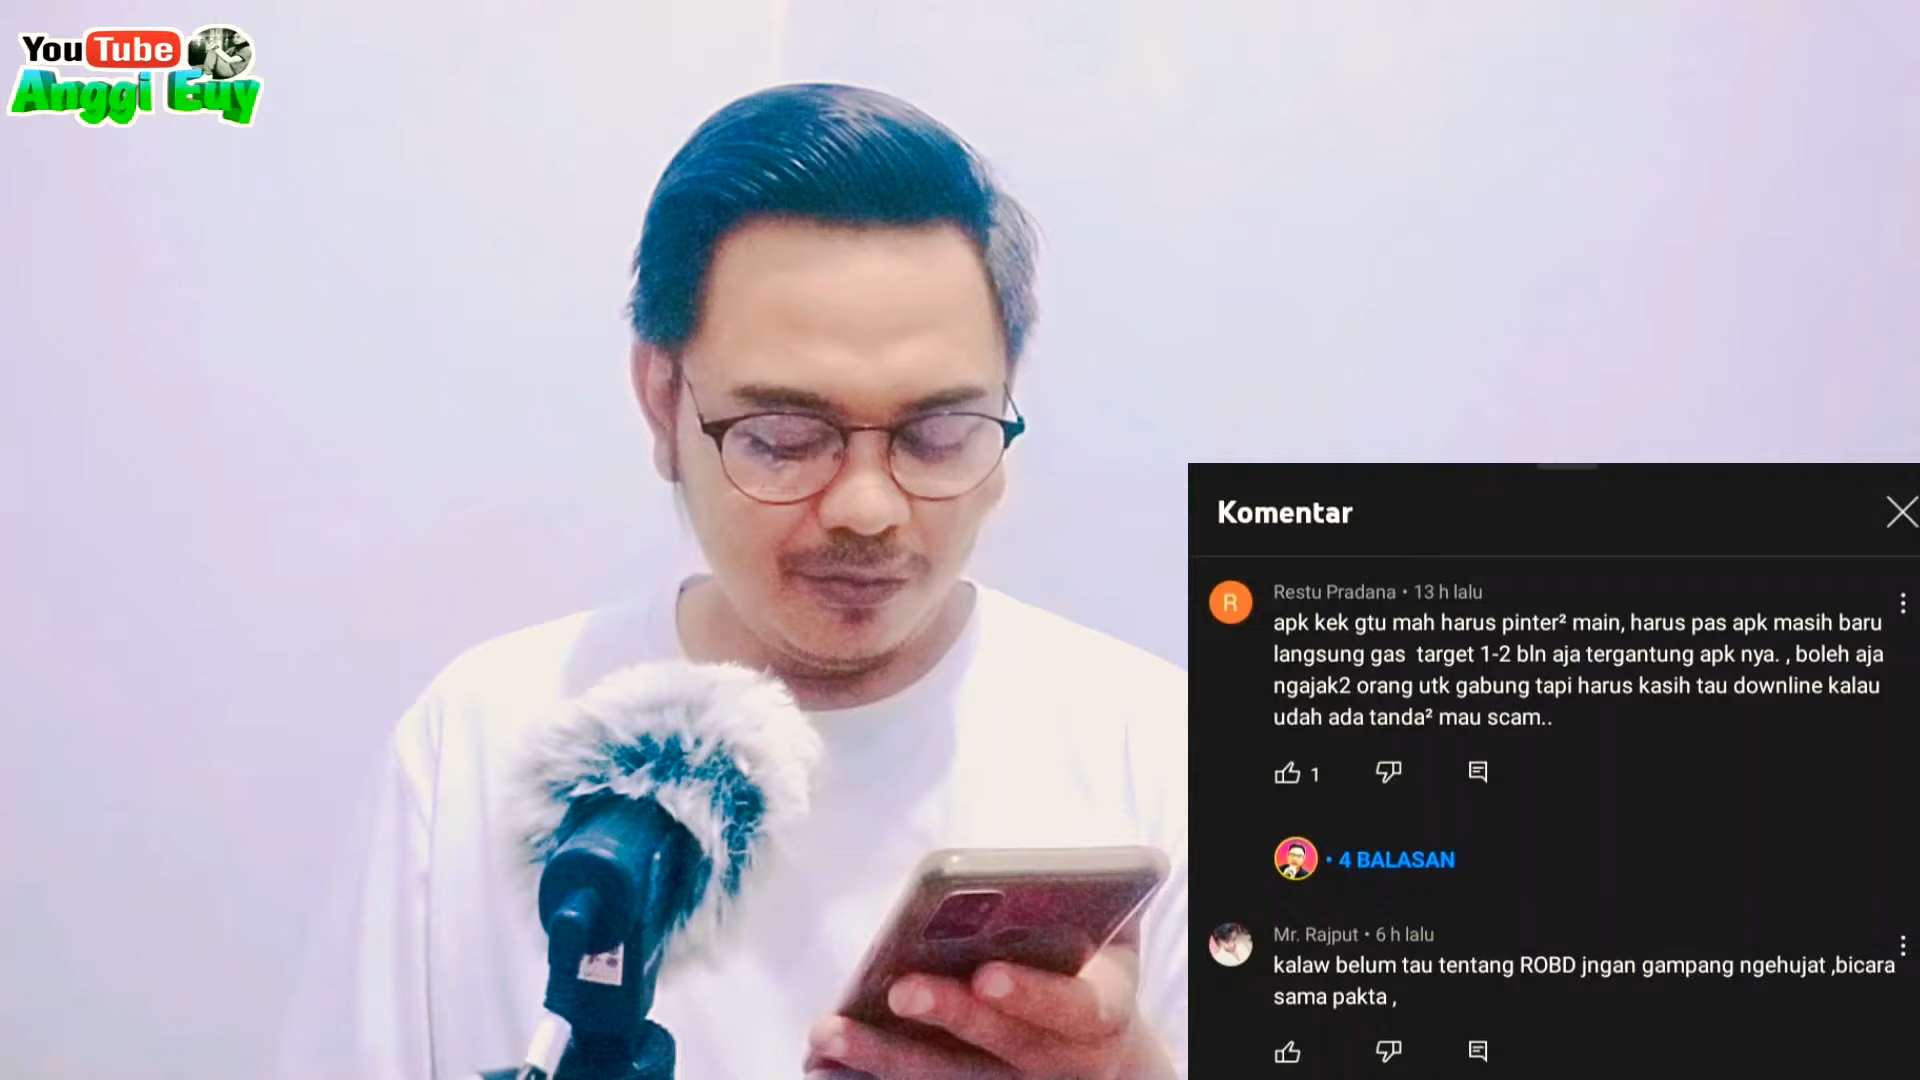 YouTube
Anggi Euy
Komentar
R
Restu Pradana • 13 h lalu
apk kek gtu mah harus pinter² main, harus pas apk masih baru
langsung gas target 1-2 bln aja tergantung apk nya. , boleh aja
ngajak2 orang utk gabung tapi harus kasih tau downline kalau
udah ada tanda² mau scam..
1
• 4 BALASAN
Mr. Rajput • 6 h lalu
kalaw belum tau tentang ROBD jngan gampang ngehujat ,bicara
sama pakta ,